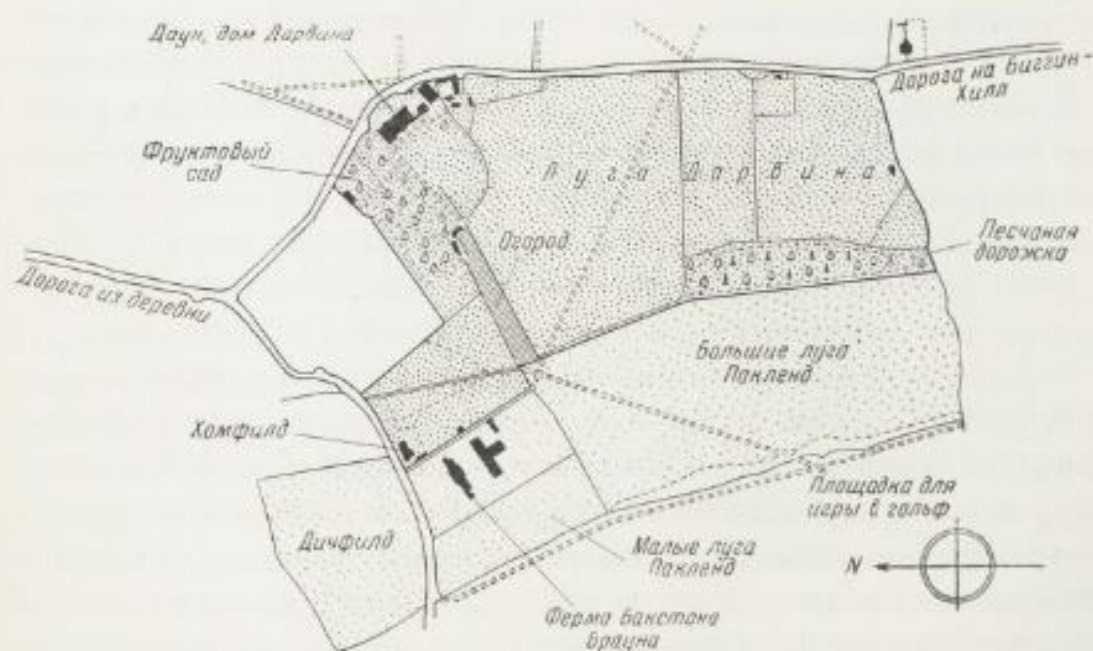 Даун, дом Дарвина
Дорога на Биггин-
Хилл
Фруктовый
сад
Луга Дарвина
Огород
Песчаная
дорожка
Дорога из деревни
Большие луга
Пакленд
Хомфилд
Площадка для
игры в гольф
Дичфилд
Малые луга
Пакленд
N
Ферма Бакстона
Брауна